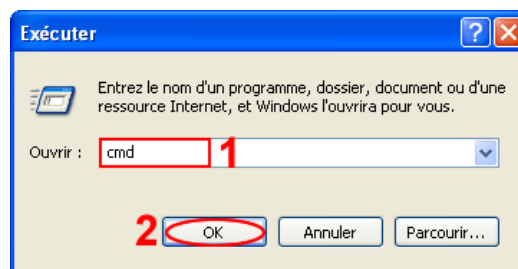 Exécuter
Entrez le nom d'un programme, dossier, document ou d'une
ressource Internet, et Windows l'ouvrira pour vous.
Ouvrir : cmd 1
2 OK Annuler Parcourir...